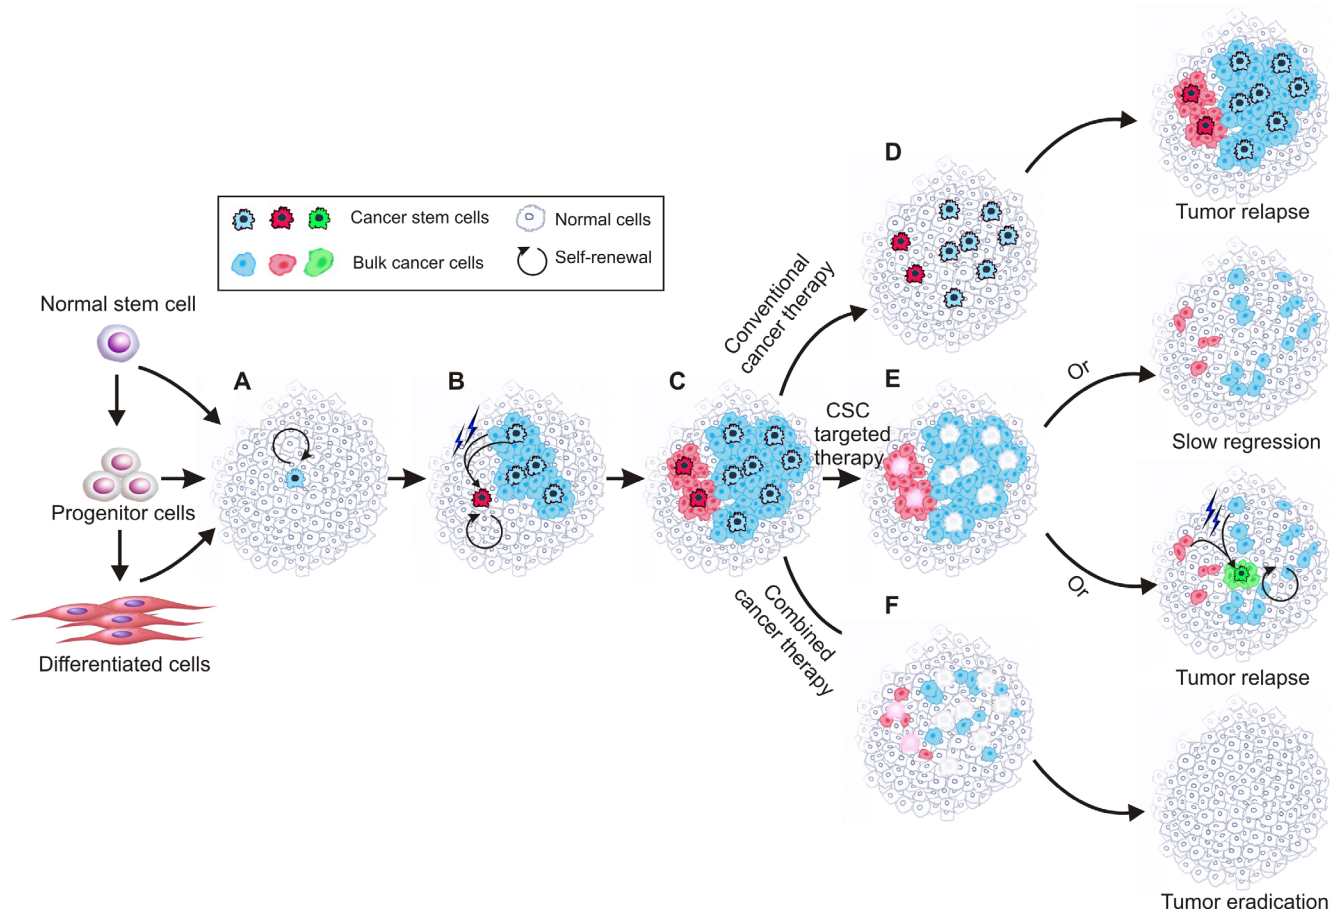 Tumor relapse
D
Cancer stem cells
Normal cells
Bulk cancer cells
Self-renewal
Conventional
cancer therapy
Normal stem cell
A
B
C
CSC
targeted
therapy
E
Or
Slow regression
Progenitor cells
Or
Combined
cancer therapy
F
Differentiated cells
Tumor relapse
Tumor eradication